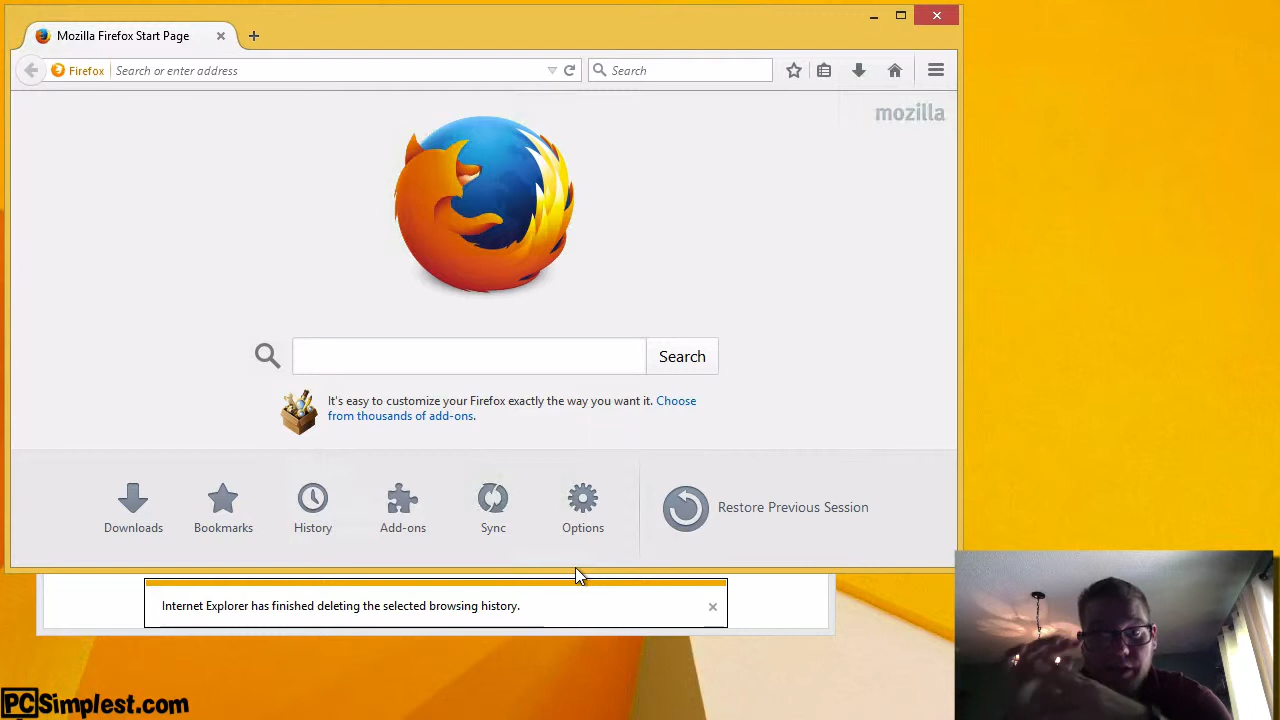 Mozilla Firefox Start Page
Firefox
Search or enter address
Search
mozilla
Search
It's easy to customize your Firefox exactly the way you want it. Choose
from thousands of add-ons.
Downloads
Bookmarks
History
Add-ons
Sync
Options
Restore Previous Session
Internet Explorer has finished deleting the selected browsing history.
PCSimplest.com